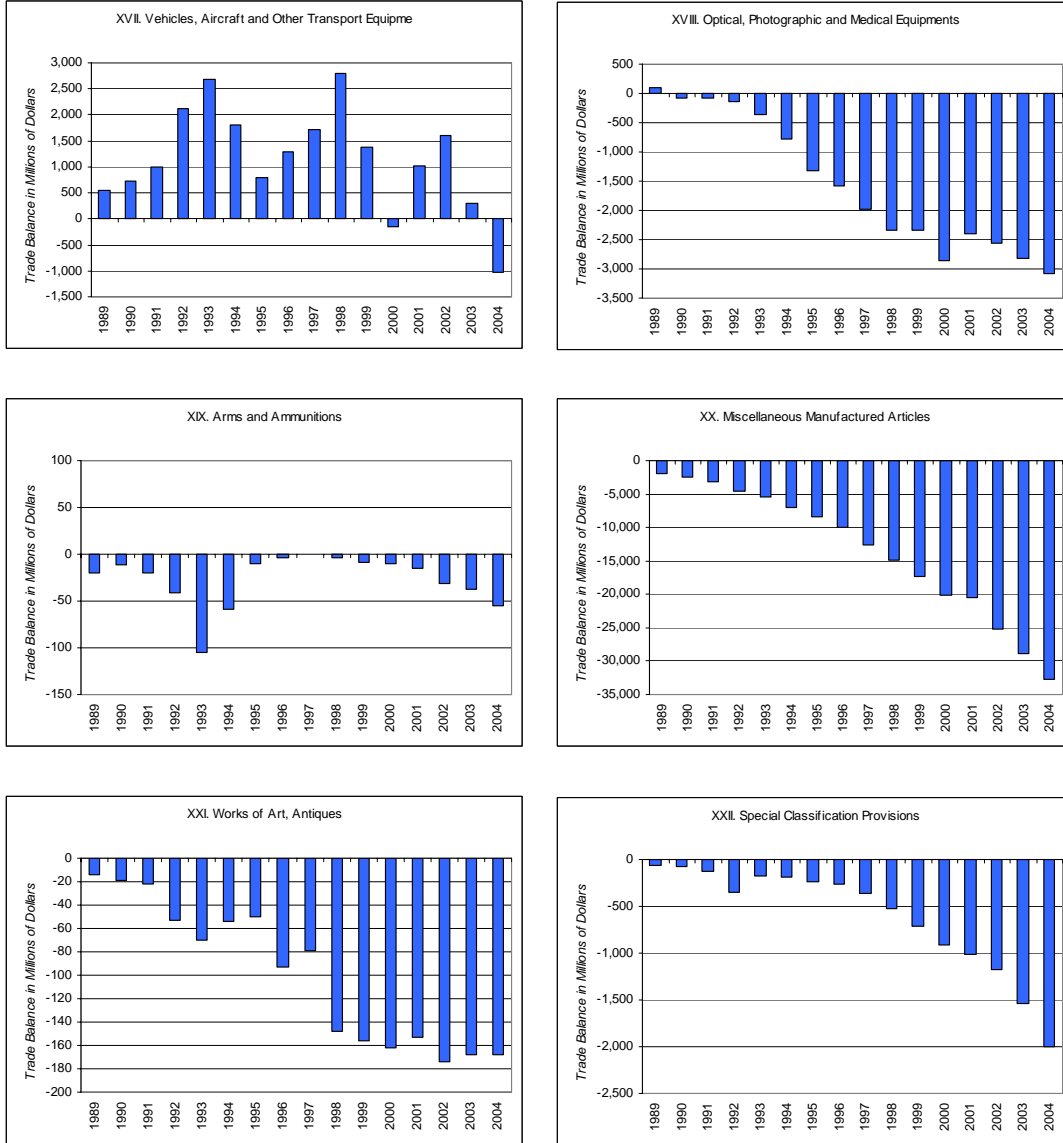 XVII. Vehicles, Aircraft and Other Transport Equipme
Trade Balance in Millions of Dollars
3,000
2,500
2,000
1,500
1,000
500
0
-500
-1,000
-1,500
1989 1990 1991 1992 1993 1994 1995 1996 1997 1998 1999 2000 2001 2002 2003 2004
XVIII. Optical, Photographic and Medical Equipments
Trade Balance in Millions of Dollars
500
0
-500
-1,000
-1,500
-2,000
-2,500
-3,000
-3,500
1989 1990 1991 1992 1993 1994 1995 1996 1997 1998 1999 2000 2001 2002 2003 2004
XIX. Arms and Ammunitions
Trade Balance in Millions of Dollars
100
50
0
-50
-100
-150
1989 1990 1991 1992 1993 1994 1995 1996 1997 1998 1999 2000 2001 2002 2003 2004
XX. Miscellaneous Manufactured Articles
Trade Balance in Millions of Dollars
0
-5,000
-10,000
-15,000
-20,000
-25,000
-30,000
-35,000
1989 1990 1991 1992 1993 1994 1995 1996 1997 1998 1999 2000 2001 2002 2003 2004
XXI. Works of Art, Antiques
Trade Balance in Millions of Dollars
0
-20
-40
-60
-80
-100
-120
-140
-160
-180
-200
1989 1990 1991 1992 1993 1994 1995 1996 1997 1998 1999 2000 2001 2002 2003 2004
XXII. Special Classification Provisions
Trade Balance in Millions of Dollars
0
-500
-1,000
-1,500
-2,000
-2,500
1989 1990 1991 1992 1993 1994 1995 1996 1997 1998 1999 2000 2001 2002 2003 2004